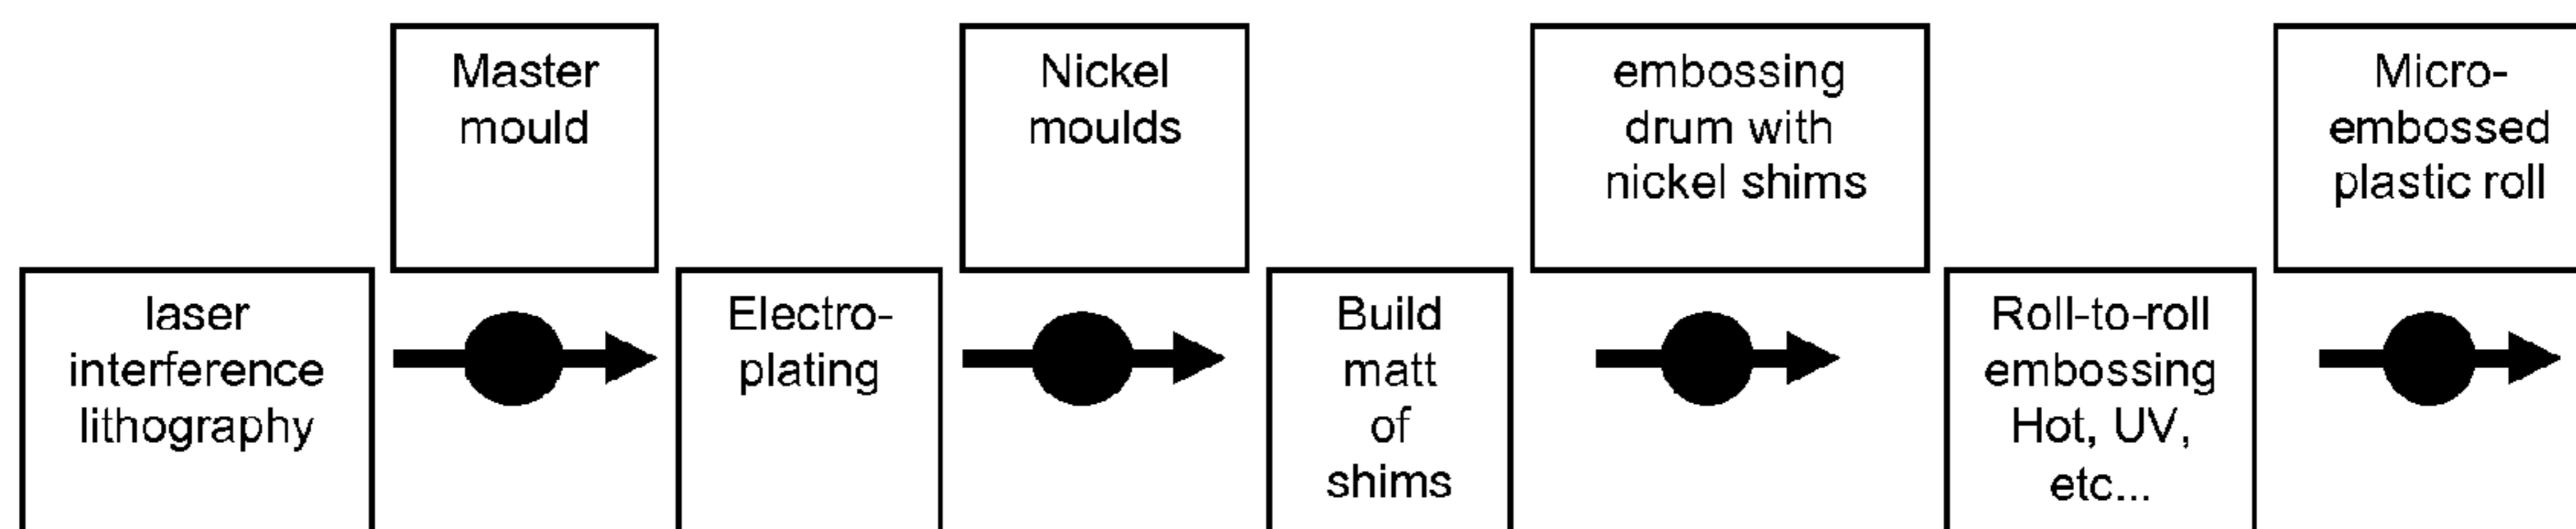 Master
mould
Nickel
moulds
embossing
drum with
nickel shims
Micro-
embossed
plastic roll
laser
interference
lithography
Electro-
plating
Build
matt
of
shims
Roll-to-roll
embossing
Hot, UV,
etc...